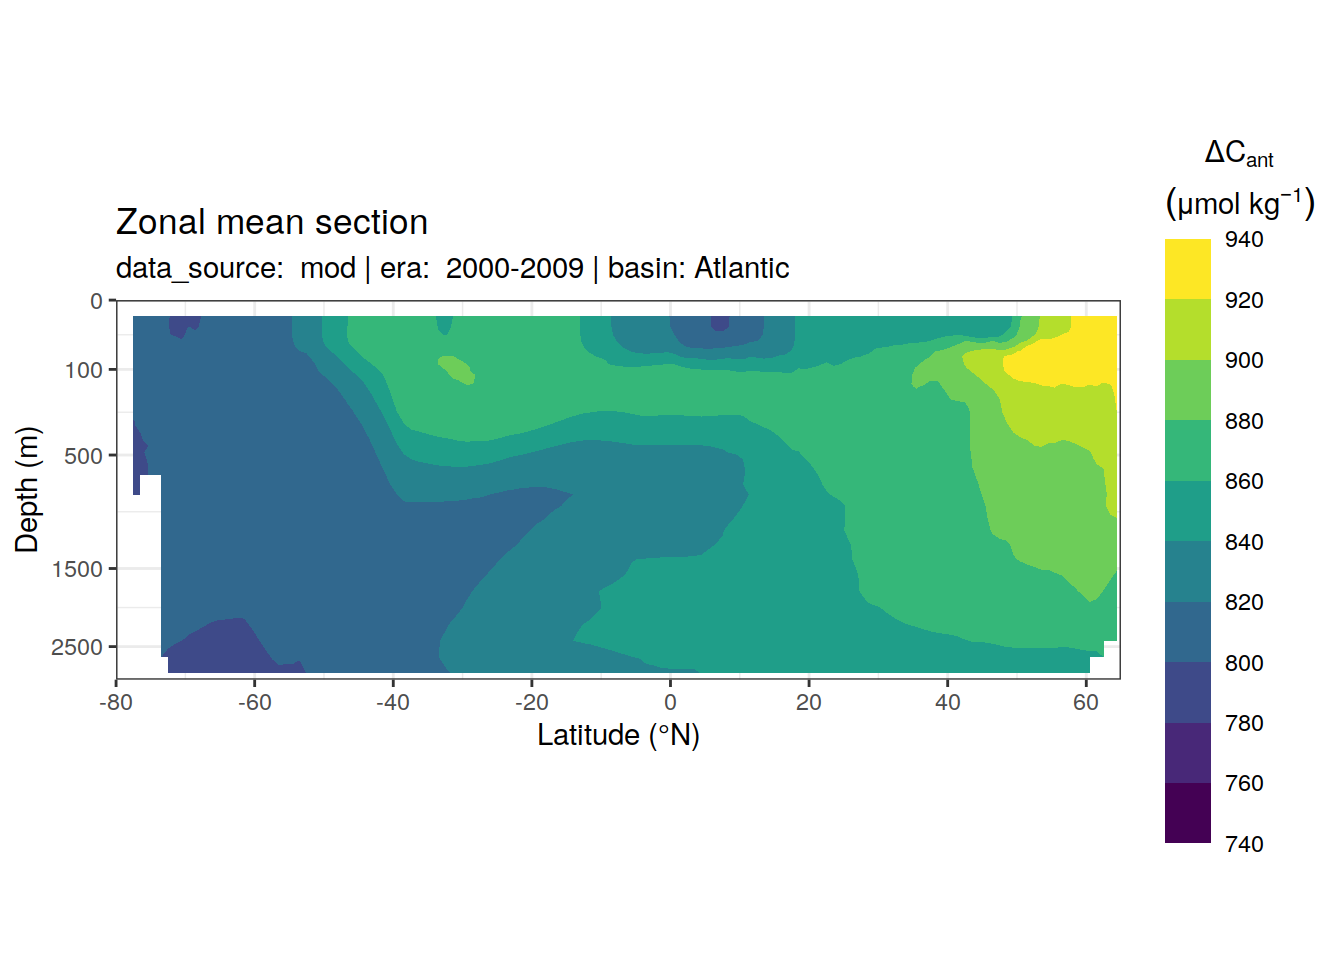 ΔCant
(μmol kg⁻¹)
Zonal mean section
data_source:  mod | era:  2000-2009 | basin: Atlantic
940
920
900
880
860
840
820
800
780
760
740
0
100
500
1500
2500
Depth (m)
-80 -60 -40 -20 0 20 40 60
Latitude (°N)